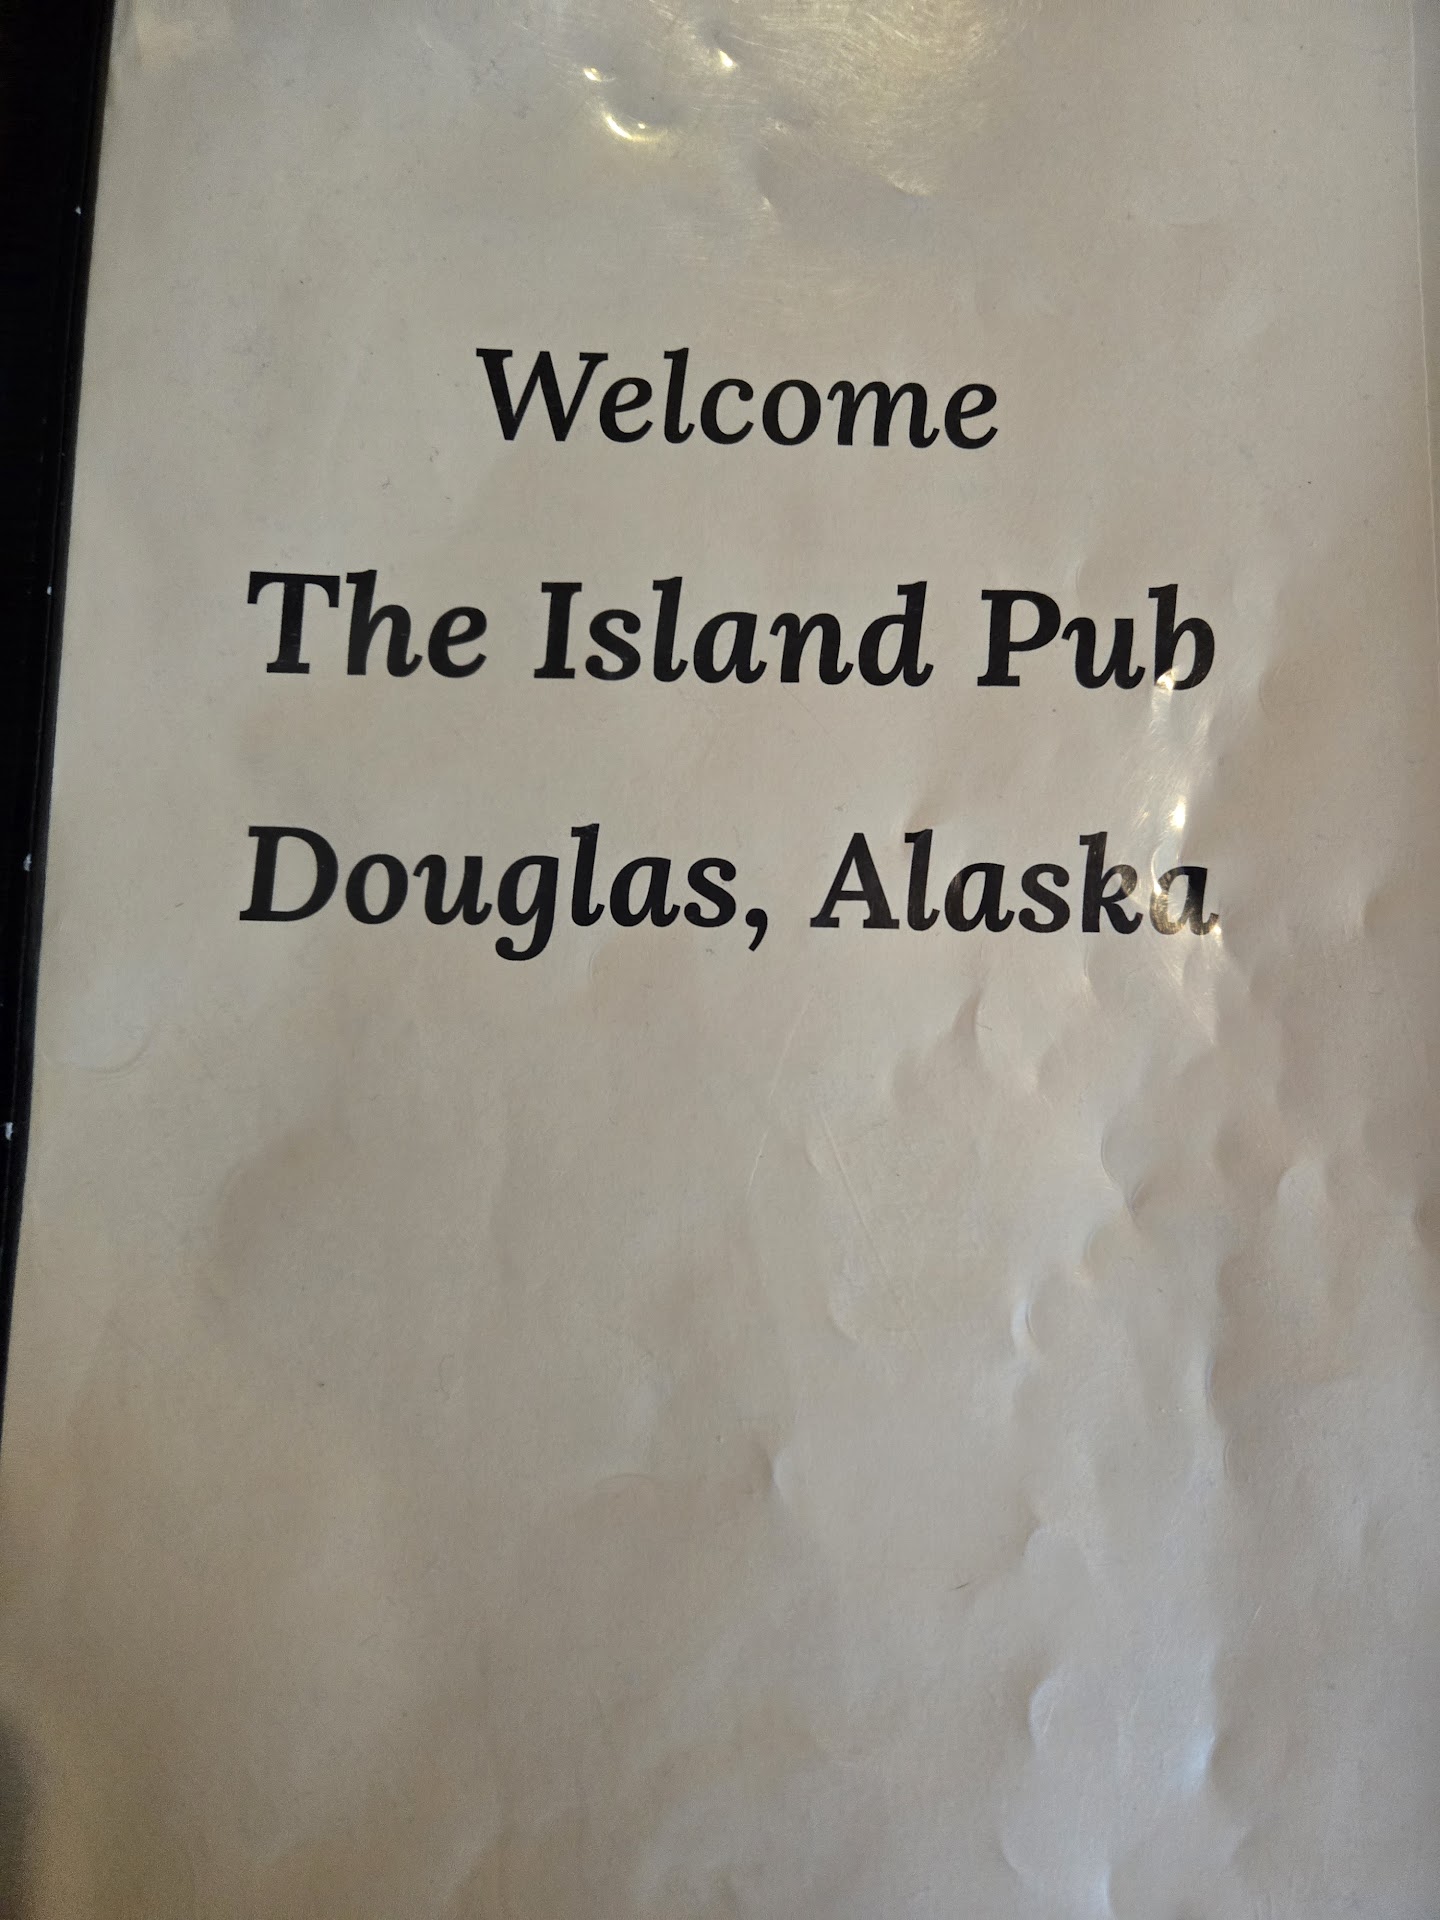 Welcome
The Island Pub
Douglas, Alaska